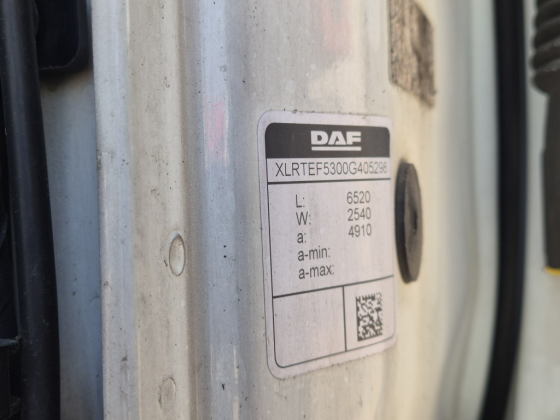 DAF
XLRTEF5300G405296
L: 6520
W: 2540
a: 4910
a-min:
a-max: